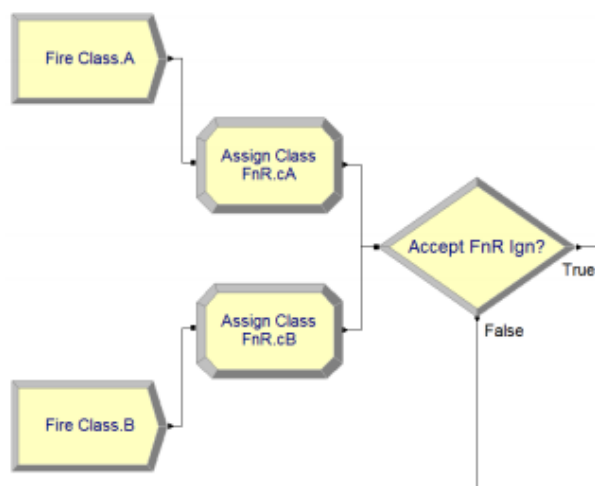 Fire Class.A
Assign Class
FnR.cA
Accept FnR Ign?
True
False
Assign Class
FnR.cB
Fire Class.B